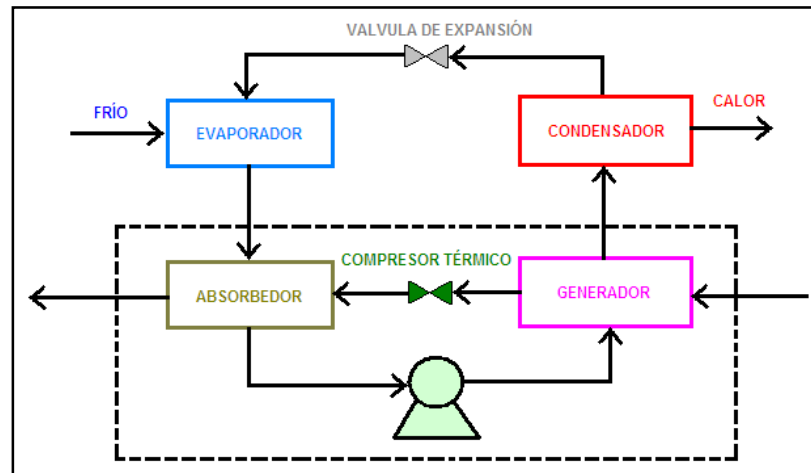 VALVULA DE EXPANSIÓN
FRÍO
EVAPORADOR
CONDENSADOR
CALOR
COMPRESOR TÉRMICO
ABSORBEDOR
GENERADOR